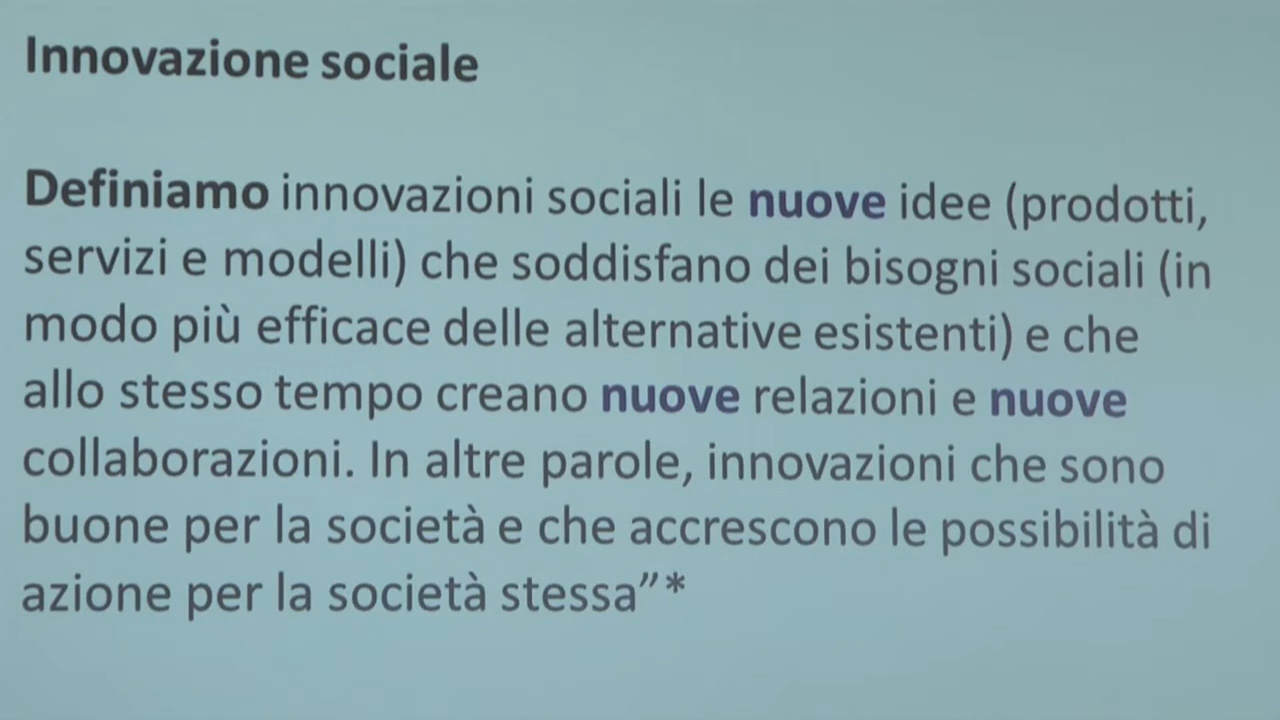 Innovazione sociale
Definiamo innovazioni sociali le nuove idee (prodotti,
servizi e modelli) che soddisfano dei bisogni sociali (in
modo più efficace delle alternative esistenti) e che
allo stesso tempo creano nuove relazioni e nuove
collaborazioni. In altre parole, innovazioni che sono
buone per la società e che accrescono le possibilità di
azione per la società stessa”*